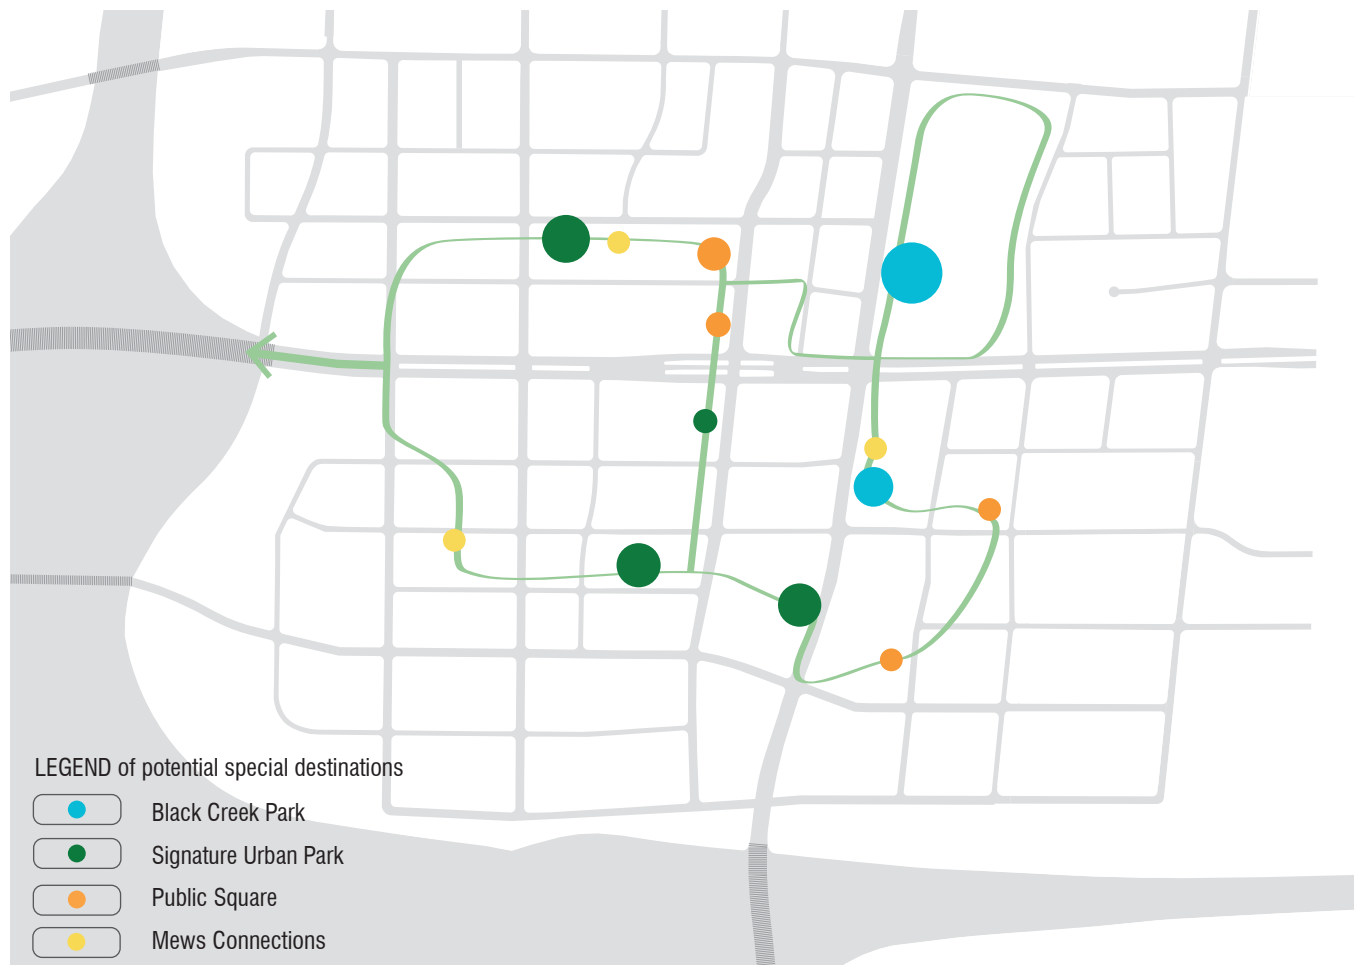 LEGEND of potential special destinations
Black Creek Park
Signature Urban Park
Public Square
Mews Connections